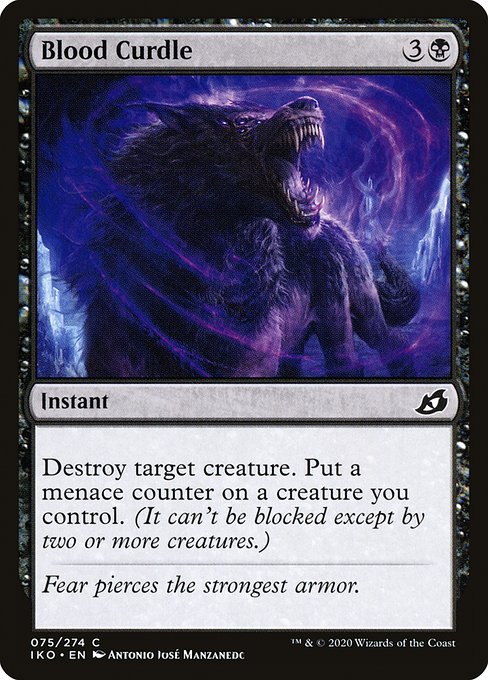 Blood Curdle 3
Instant
Destroy target creature. Put a
menace counter on a creature you
control. (It can't be blocked except by
two or more creatures.)
Fear pierces the strongest armor.
075/274 C
™ & © 2020 Wizards of the Coast
IKO • EN Antonio José Manzanedo